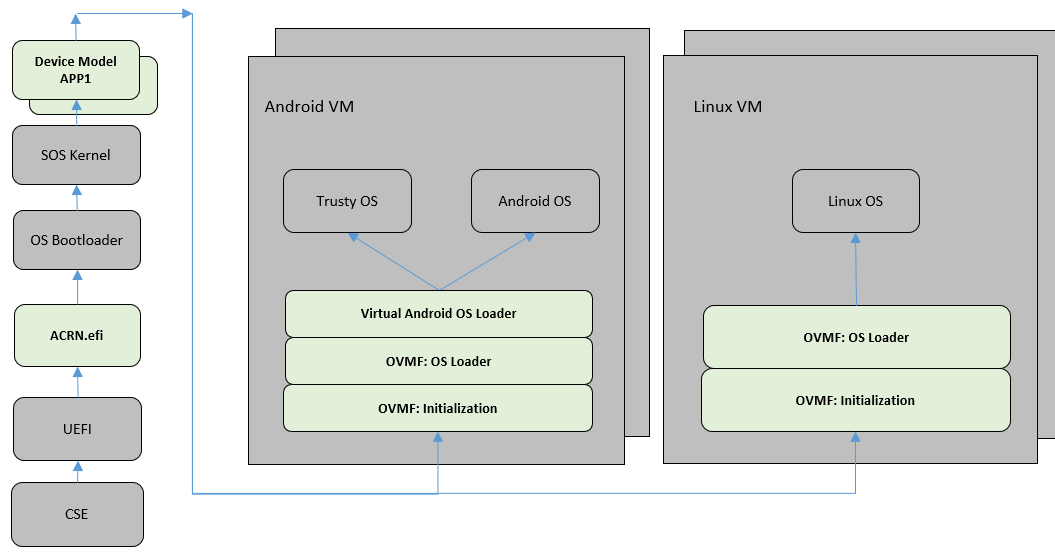 Device Model
APP1
SOS Kernel
OS Bootloader
ACRN.efi
UEFI
CSE
Android VM
Trusty OS
Android OS
Virtual Android OS Loader
OVMF: OS Loader
OVMF: Initialization
Linux VM
Linux OS
OVMF: OS Loader
OVMF: Initialization